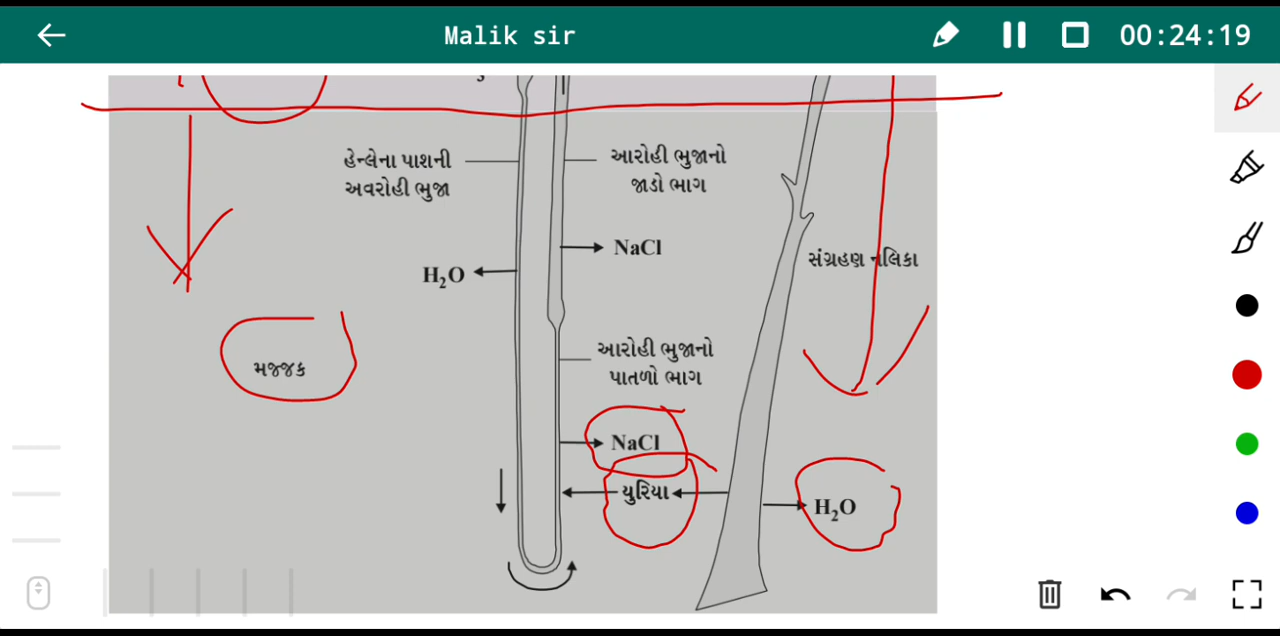 Malik sir
00:24:19
હેન્લેના પાશની
અવરોહી ભુજા
આરોહી ભુજાનો
જાડો ભાગ
NaCl
H₂O
સંગ્રહણ નલિકા
આરોહી ભુજાનો
પાતળો ભાગ
મજ્જક
NaCl
યુરિયા
H₂O